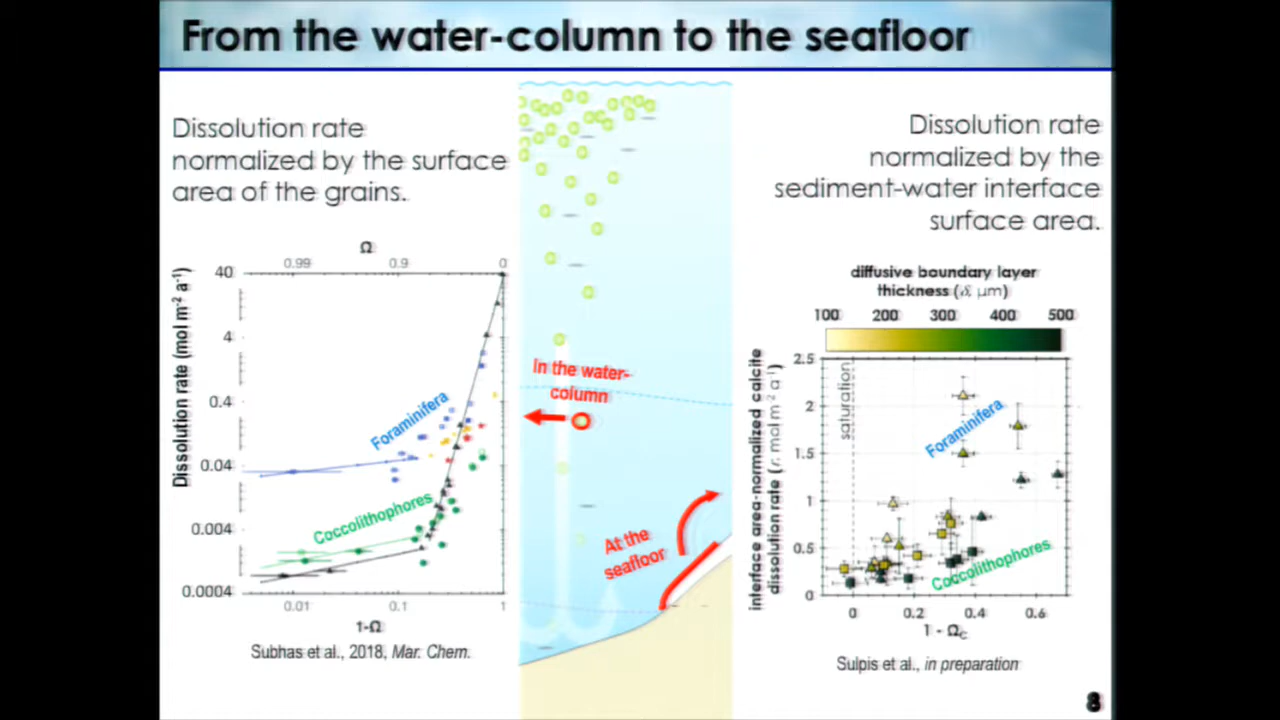 From the water-column to the seafloor
Dissolution rate
normalized by the surface
area of the grains.
Ω
0.99 0.9 0
Dissolution rate (mol m⁻² a⁻¹)
40
4
0.4
0.04
0.004
0.0004
Foraminifera
Coccolithophores
0.01 0.1 1
1-Ω
Subhas et al., 2018, Mar. Chem.
In the water-
column
At the
seafloor
Dissolution rate
normalized by the
sediment-water interface
surface area.
diffusive boundary layer
thickness (δ, μm)
100 200 300 400 500
interface area-normalized calcite
dissolution rate (r, mol m⁻² a⁻¹)
2.5
2
1.5
1
0.5
0
saturation
Foraminifera
Coccolithophores
0 0.2 0.4 0.6
1 - Ω_C
Sulpis et al., in preparation
8